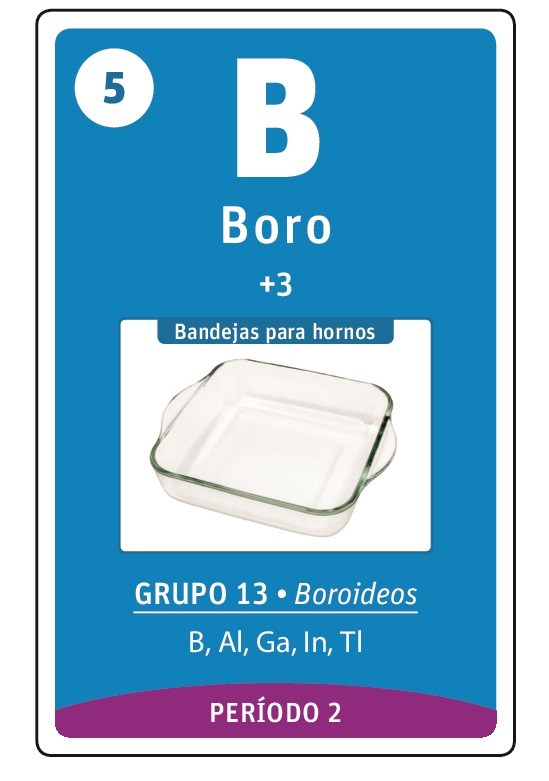 5
B
Boro
+3
Bandejas para hornos
GRUPO 13 • Boroideos
B, Al, Ga, In, Tl
PERÍODO 2